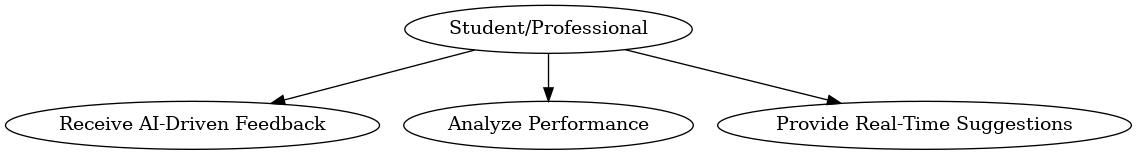 Student/Professional
Receive AI-Driven Feedback
Analyze Performance
Provide Real-Time Suggestions